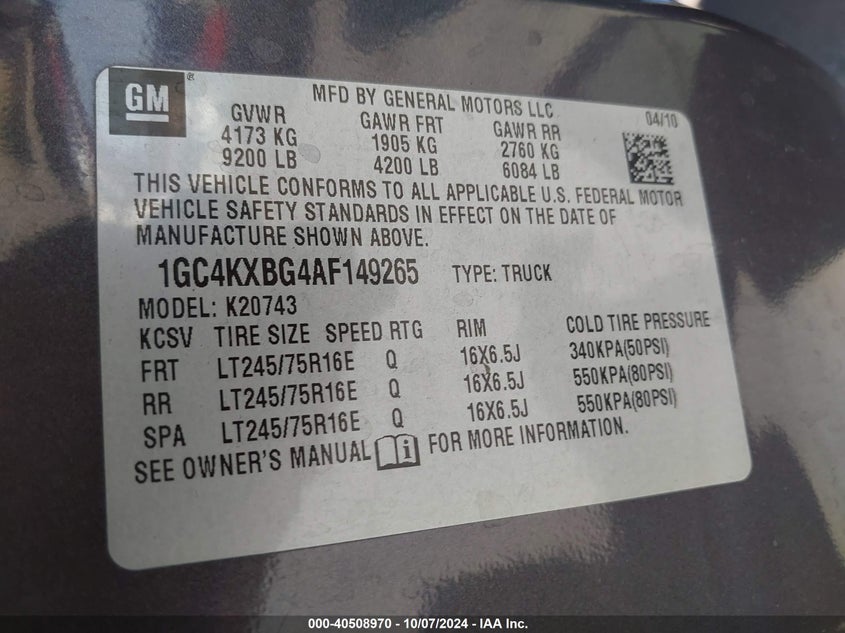 GM
MFD BY GENERAL MOTORS LLC
04/10
GVWR GAWR FRT GAWR RR
4173 KG 1905 KG 2760 KG
9200 LB 4200 LB 6084 LB
THIS VEHICLE CONFORMS TO ALL APPLICABLE U.S. FEDERAL MOTOR
VEHICLE SAFETY STANDARDS IN EFFECT ON THE DATE OF
MANUFACTURE SHOWN ABOVE.
1GC4KXBG4AF149265 TYPE: TRUCK
MODEL: K20743
KCSV TIRE SIZE SPEED RTG RIM COLD TIRE PRESSURE
FRT LT245/75R16E Q 16X6.5J 340KPA(50PSI)
RR LT245/75R16E Q 16X6.5J 550KPA(80PSI)
SPA LT245/75R16E Q 16X6.5J 550KPA(80PSI)
SEE OWNER'S MANUAL FOR MORE INFORMATION.
000-40508970 - 10/07/2024 - IAA Inc.